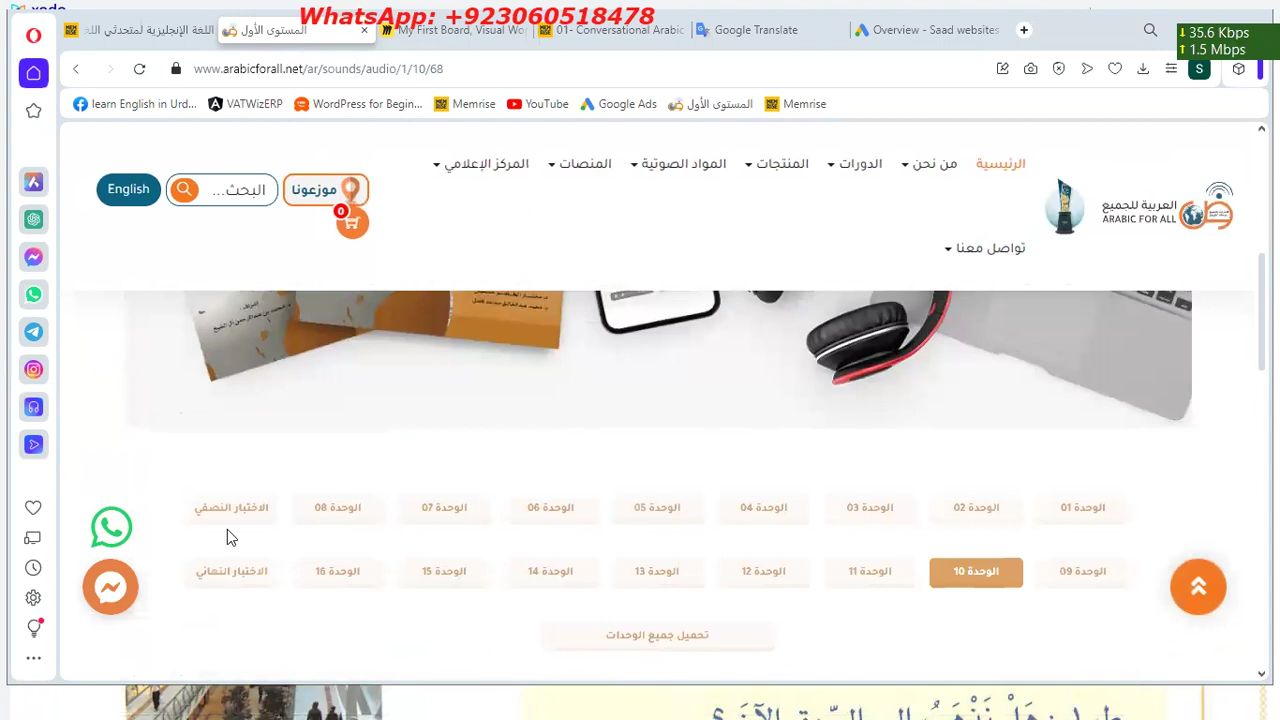 WhatsApp: +923060518478
35.6 Kbps
1.5 Mbps
اللغة الإنجليزية لمتحدثي اللغ
المستوى الأول
My First Board, Visual Wo
01- Conversational Arabic
Google Translate
Overview - Saad websites
www.arabicforall.net/ar/sounds/audio/1/10/68
S
learn English in Urd...
VATWizERP
WordPress for Begin...
Memrise
YouTube
Google Ads
المستوى الأول
Memrise
الرئيسية
من نحن
الدورات
المنتجات
المواد الصوتية
المنصات
المركز الإعلامي
تواصل معنا
العربية للجميع
ARABIC FOR ALL
موزعونا
البحث...
English
0
الوحدة 01
الوحدة 02
الوحدة 03
الوحدة 04
الوحدة 05
الوحدة 06
الوحدة 07
الوحدة 08
الاختبار النصفي
الوحدة 09
الوحدة 10
الوحدة 11
الوحدة 12
الوحدة 13
الوحدة 14
الوحدة 15
الوحدة 16
الاختبار النهائي
تحميل جميع الوحدات